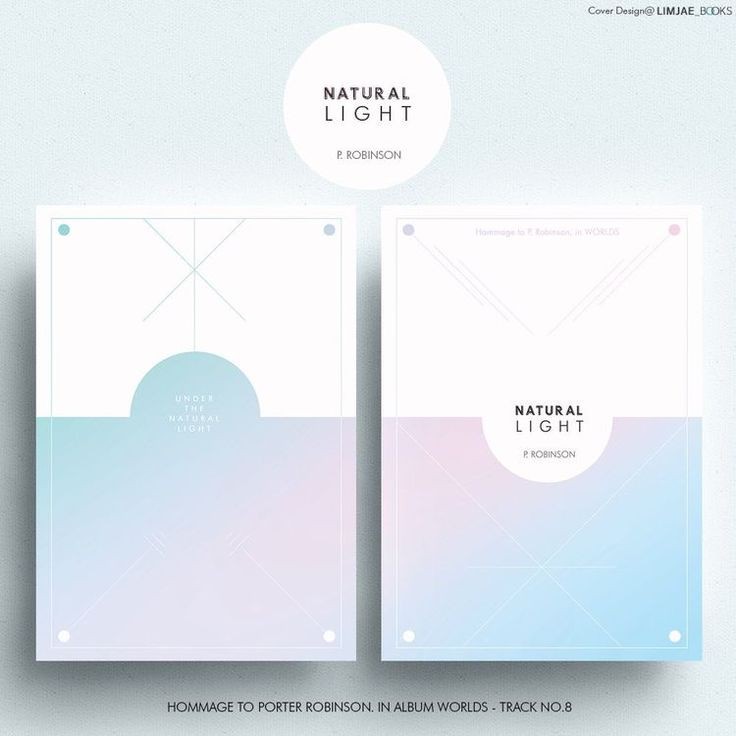 Cover Design@ LIMJAE_BOOKS
NATURAL
LIGHT
P. ROBINSON
UNDER
THE
NATURAL
LIGHT
Hommage to P. Robinson, in WORLDS
NATURAL
LIGHT
P. ROBINSON
HOMMAGE TO PORTER ROBINSON. IN ALBUM WORLDS - TRACK NO.8